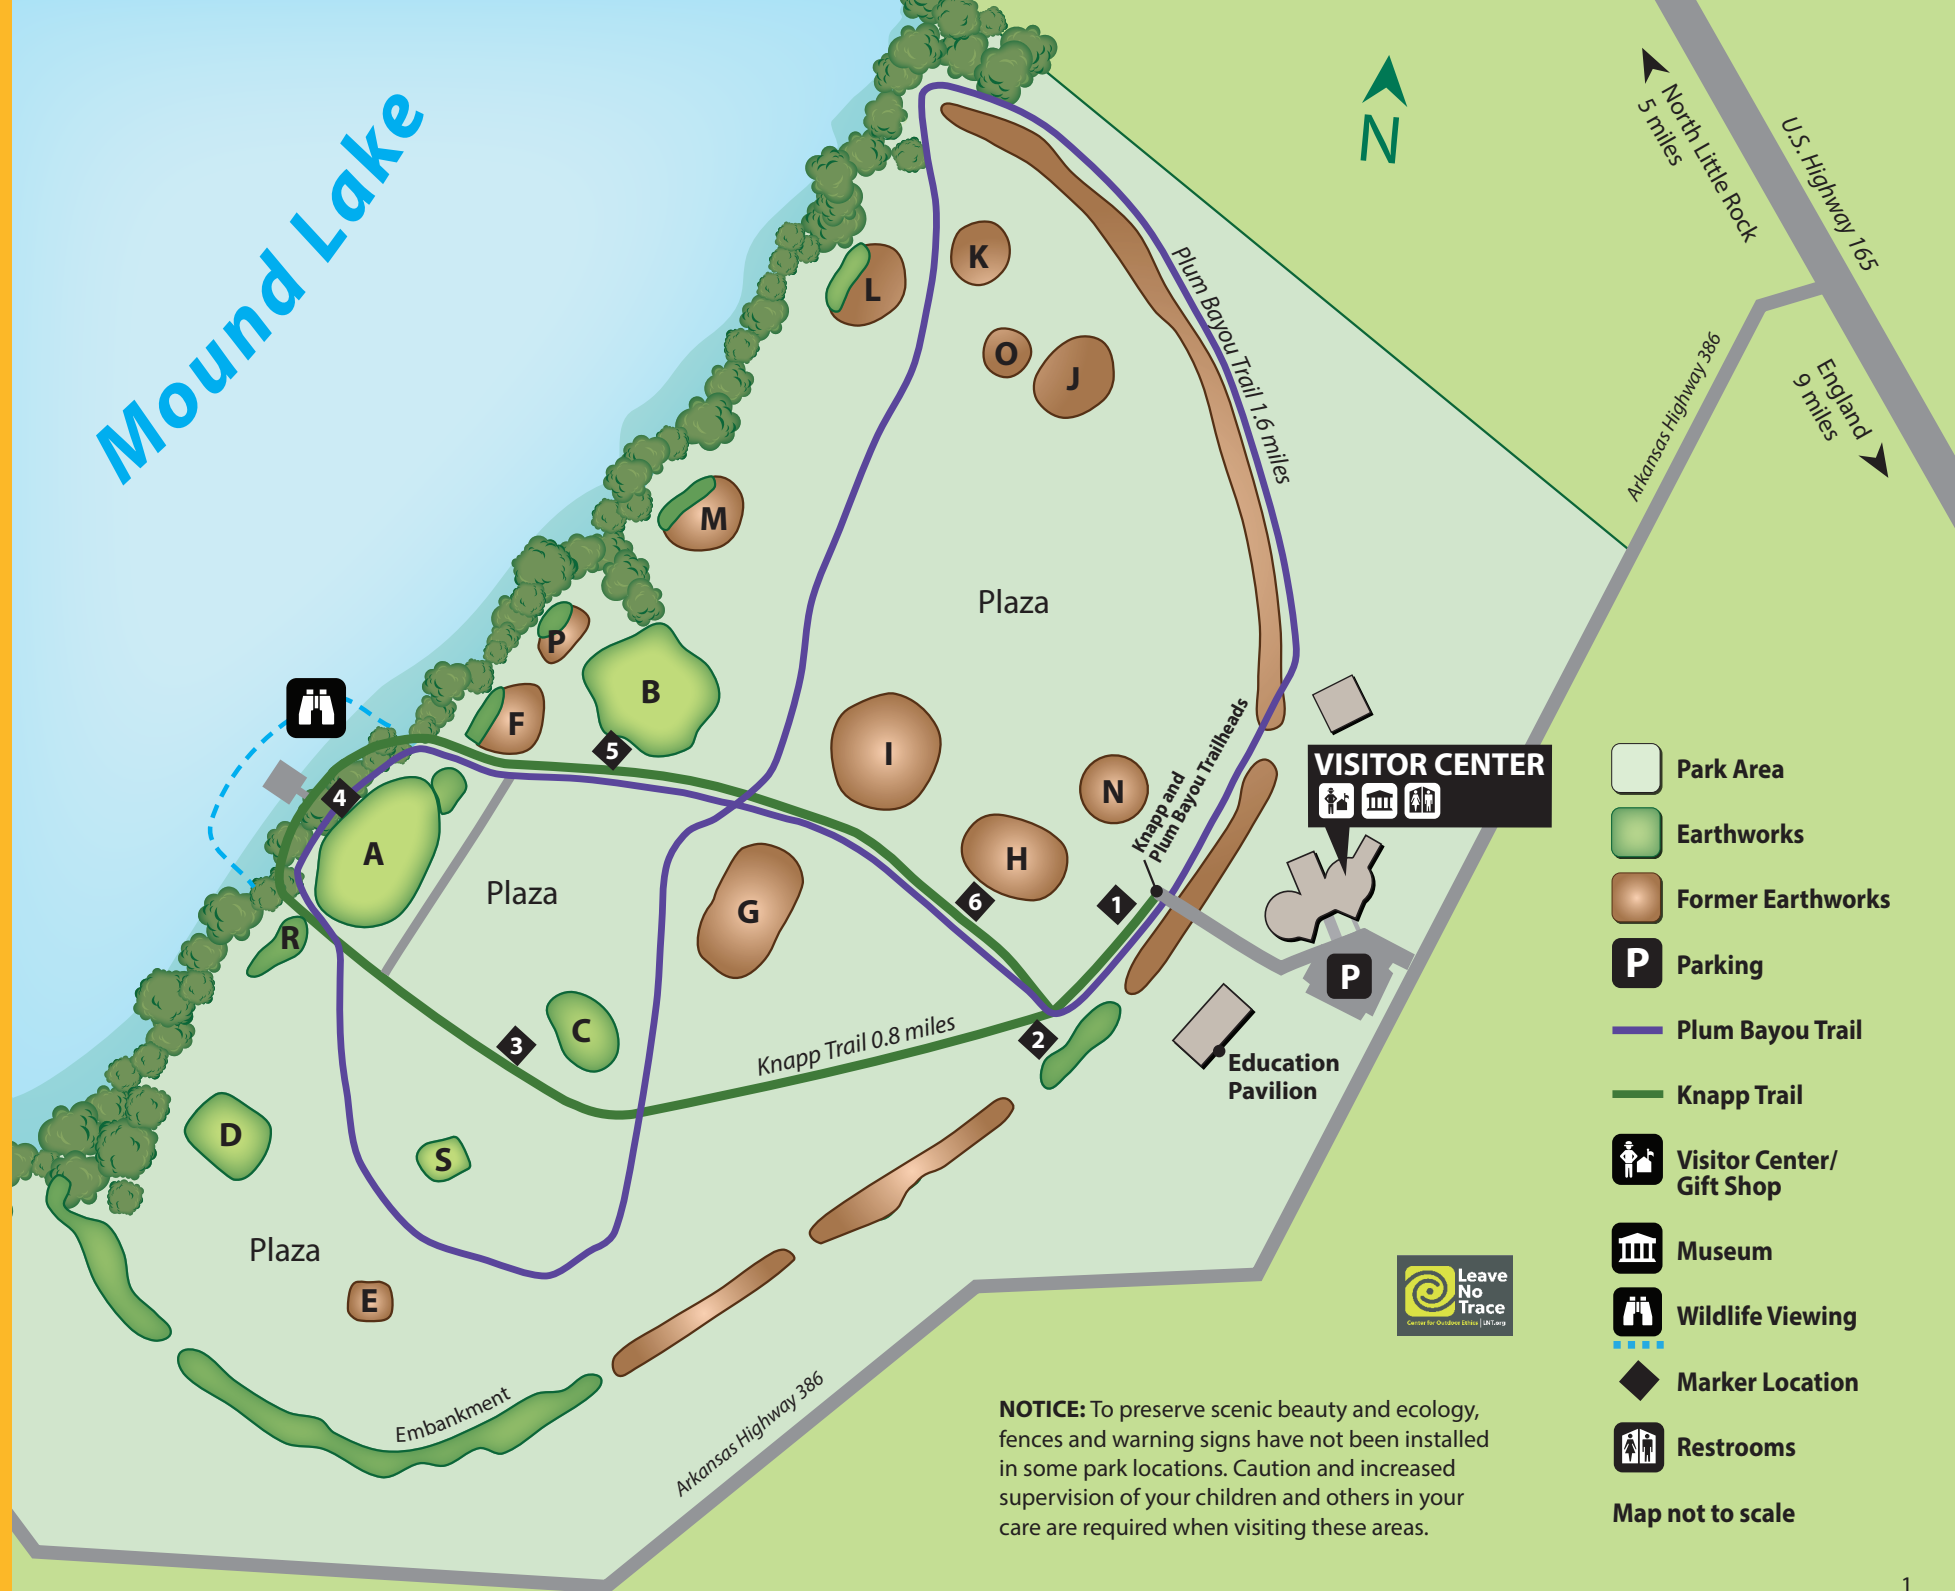 Mound Lake
N
North Little Rock
5 miles
U.S. Highway 165
Arkansas Highway 386
England
9 miles
Plum Bayou Trail 1.6 miles
K
L
O
J
M
Plaza
P
B
F
5
I
N
Knapp and
Plum Bayou Trailheads
VISITOR CENTER
4
A
H
Plaza
G
6
1
R
P
C
3
Knapp Trail 0.8 miles
2
Education
Pavilion
D
S
Plaza
E
Embankment
Arkansas Highway 386
Park Area
Earthworks
Former Earthworks
P
Parking
Plum Bayou Trail
Knapp Trail
Visitor Center/
Gift Shop
Museum
Wildlife Viewing
Marker Location
Restrooms
Map not to scale
Leave
No
Trace
Center for Outdoor Ethics | LNT.org
NOTICE: To preserve scenic beauty and ecology,
fences and warning signs have not been installed
in some park locations. Caution and increased
supervision of your children and others in your
care are required when visiting these areas.
1